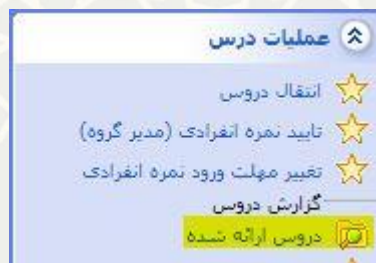 عملیات درس
انتقال دروس
تایید نمره انفرادی (مدیر گروه)
تغییر مهلت ورود نمره انفرادی
گزارش دروس
دروس ارائه شده